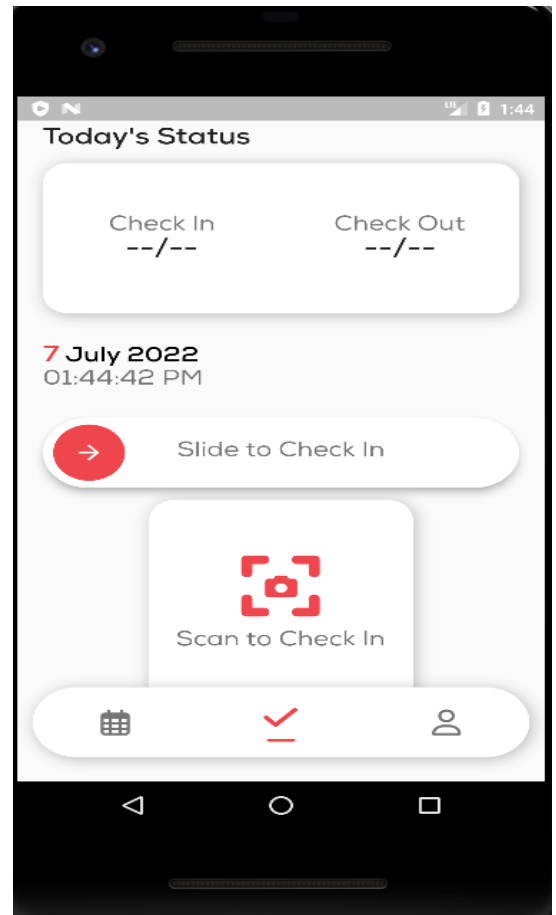 LTE 1:44
Today's Status
Check In Check Out
--/-- --/--
7 July 2022
01:44:42 PM
Slide to Check In
Scan to Check In